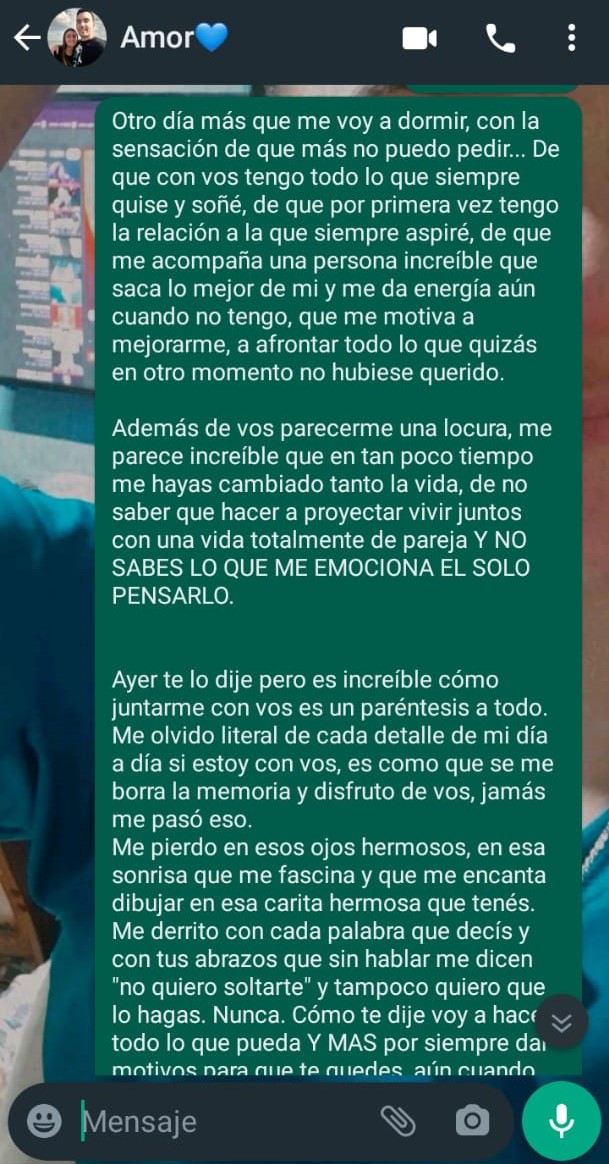 Amor💙
Otro día más que me voy a dormir, con la
sensación de que más no puedo pedir... De
que con vos tengo todo lo que siempre
quise y soñé, de que por primera vez tengo
la relación a la que siempre aspiré, de que
me acompaña una persona increíble que
saca lo mejor de mi y me da energía aún
cuando no tengo, que me motiva a
mejorarme, a afrontar todo lo que quizás
en otro momento no hubiese querido.
Además de vos parecerme una locura, me
parece increíble que en tan poco tiempo
me hayas cambiado tanto la vida, de no
saber que hacer a proyectar vivir juntos
con una vida totalmente de pareja Y NO
SABES LO QUE ME EMOCIONA EL SOLO
PENSARLO.
Ayer te lo dije pero es increíble cómo
juntarme con vos es un paréntesis a todo.
Me olvido literal de cada detalle de mi día
a día si estoy con vos, es como que se me
borra la memoria y disfruto de vos, jamás
me pasó eso.
Me pierdo en esos ojos hermosos, en esa
sonrisa que me fascina y que me encanta
dibujar en esa carita hermosa que tenés.
Me derrito con cada palabra que decís y
con tus abrazos que sin hablar me dicen
"no quiero soltarte" y tampoco quiero que
lo hagas. Nunca. Cómo te dije voy a hace
todo lo que pueda Y MAS por siempre dar
motivos para que te quedes, aún cuando
Mensaje